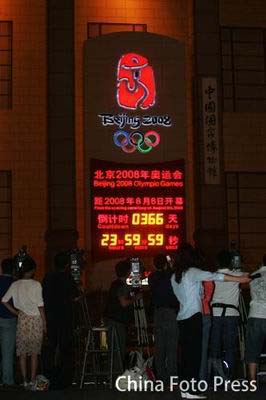 Beijing 2008
中国国家博物馆
北京2008年奥运会
Beijing 2008 Olympic Games
距2008年8月8日开幕
倒计时 0366 天
Countdown days
23 59 59 秒
China Foto Press